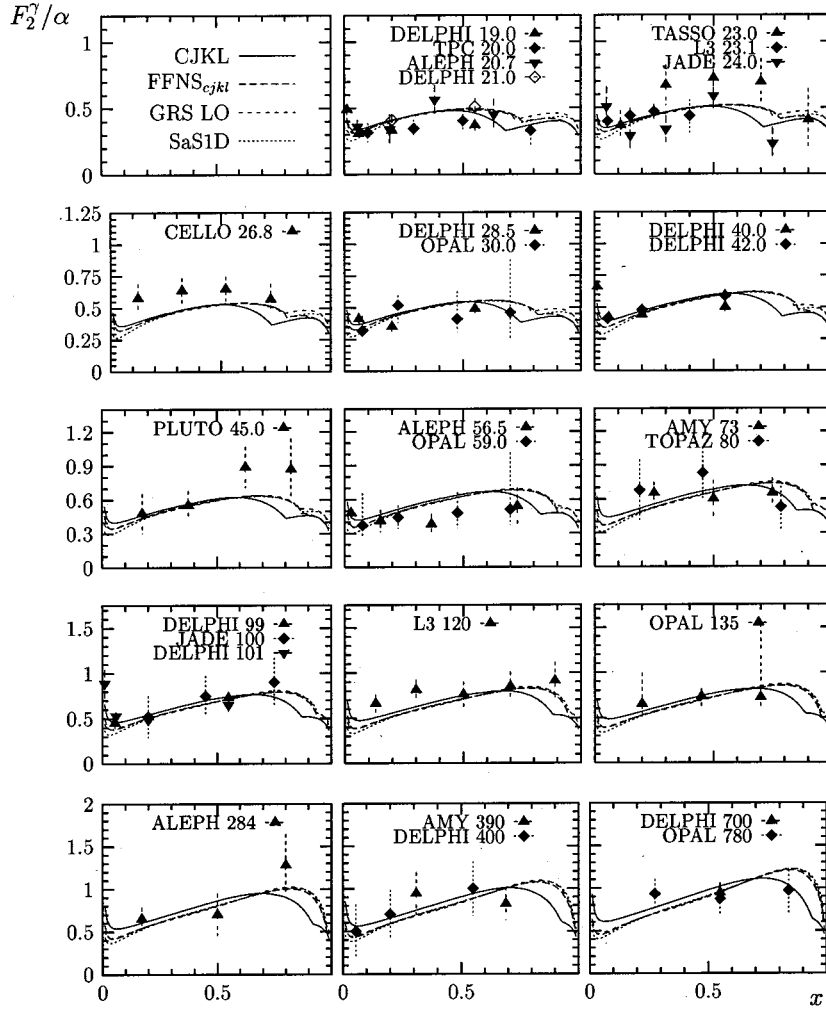 F₂^γ/α
1
0.5
0
CJKL
FFNS_cjkl
GRS LO
SaS1D
DELPHI 19.0
TPC 20.0
ALEPH 20.7
DELPHI 21.0
TASSO 23.0
L3 23.1
JADE 24.0
1.25
1
0.75
0.5
0.25
0
CELLO 26.8
DELPHI 28.5
OPAL 30.0
DELPHI 40.0
DELPHI 42.0
1.2
0.9
0.6
0.3
0
PLUTO 45.0
ALEPH 56.5
OPAL 59.0
AMY 73
TOPAZ 80
1.5
1
0.5
0
DELPHI 99
JADE 100
DELPHI 101
L3 120
OPAL 135
2
1.5
1
0.5
0
ALEPH 284
AMY 390
DELPHI 400
DELPHI 700
OPAL 780
0 0.5 0 0.5 0 0.5 x